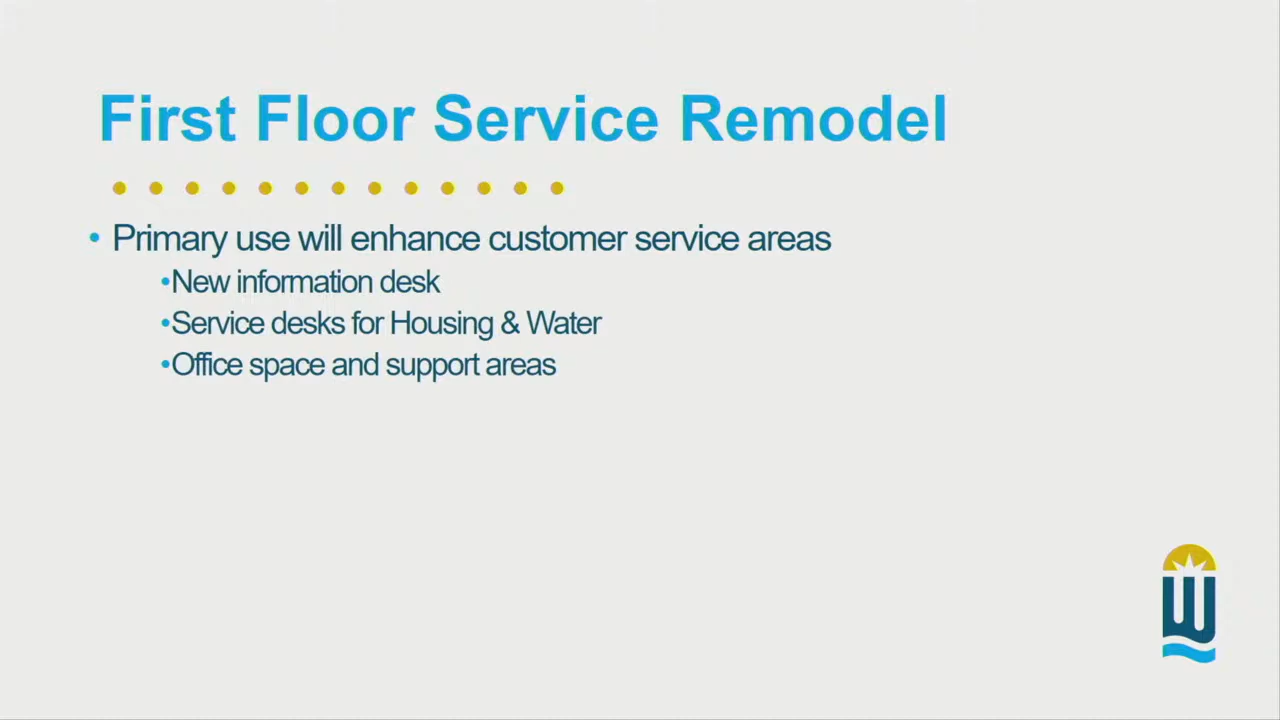 First Floor Service Remodel
• Primary use will enhance customer service areas
•New information desk
•Service desks for Housing & Water
•Office space and support areas
W